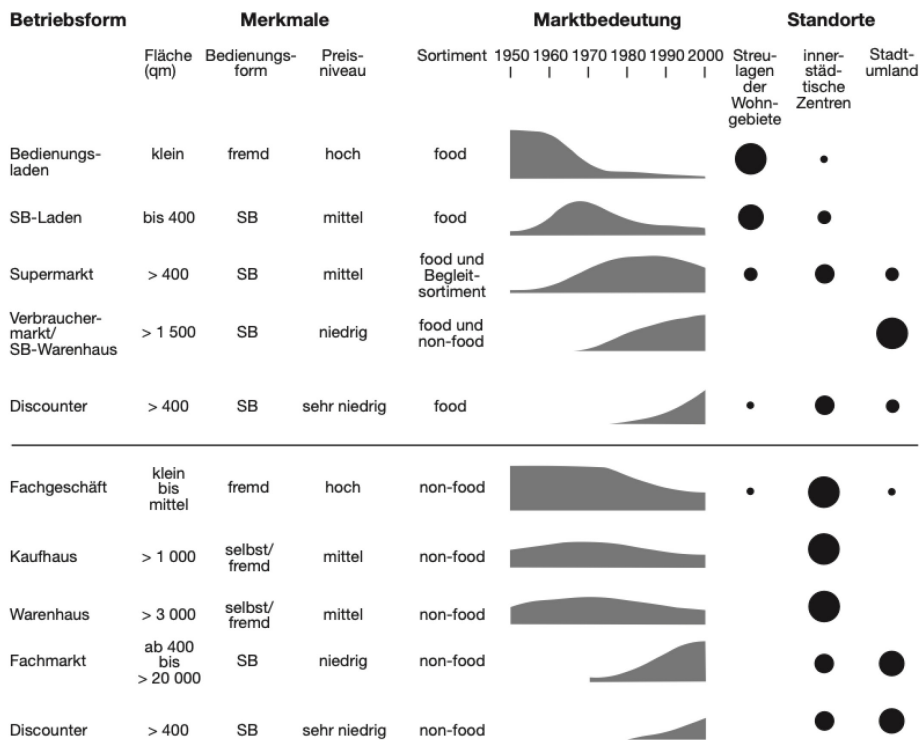 Betriebsform Merkmale Marktbedeutung Standorte
Fläche (qm) Bedienungs-form Preis-niveau Sortiment 1950 1960 1970 1980 1990 2000 Streu-lagen der Wohn-gebiete inner-städ-tische Zentren Stadt-umland
Bedienungs-laden klein fremd hoch food
SB-Laden bis 400 SB mittel food
Supermarkt > 400 SB mittel food und Begleit-sortiment
Verbraucher-markt/ SB-Warenhaus > 1 500 SB niedrig food und non-food
Discounter > 400 SB sehr niedrig food
Fachgeschäft klein bis mittel fremd hoch non-food
Kaufhaus > 1 000 selbst/ fremd mittel non-food
Warenhaus > 3 000 selbst/ fremd mittel non-food
Fachmarkt ab 400 bis > 20 000 SB niedrig non-food
Discounter > 400 SB sehr niedrig non-food